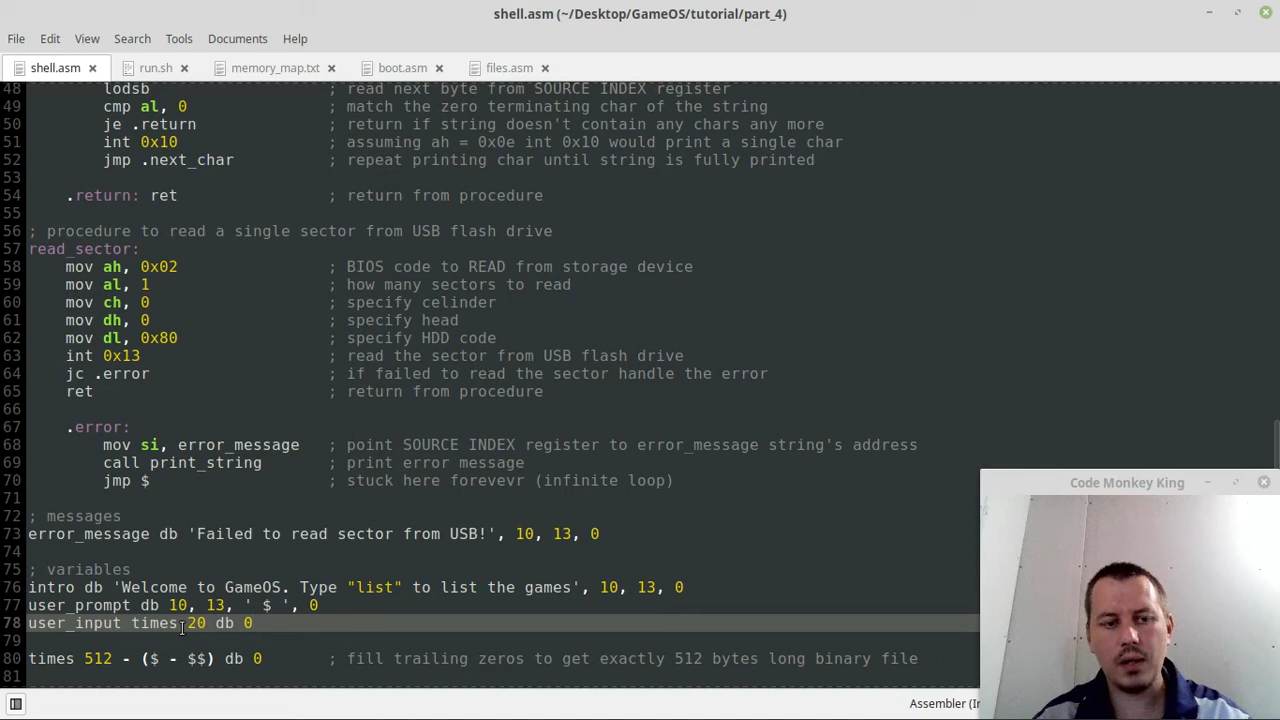 shell.asm (~/Desktop/GameOS/tutorial/part_4)
File Edit View Search Tools Documents Help
shell.asm run.sh memory_map.txt boot.asm files.asm
48 lodsb ; read next byte from SOURCE INDEX register
49 cmp al, 0 ; match the zero terminating char of the string
50 je .return ; return if string doesn't contain any chars any more
51 int 0x10 ; assuming ah = 0x0e int 0x10 would print a single char
52 jmp .next_char ; repeat printing char until string is fully printed
53
54 .return: ret ; return from procedure
55
56 ; procedure to read a single sector from USB flash drive
57 read_sector:
58 mov ah, 0x02 ; BIOS code to READ from storage device
59 mov al, 1 ; how many sectors to read
60 mov ch, 0 ; specify celinder
61 mov dh, 0 ; specify head
62 mov dl, 0x80 ; specify HDD code
63 int 0x13 ; read the sector from USB flash drive
64 jc .error ; if failed to read the sector handle the error
65 ret ; return from procedure
66
67 .error:
68 mov si, error_message ; point SOURCE INDEX register to error_message string's address
69 call print_string ; print error message
70 jmp $ ; stuck here forevevr (infinite loop)
71
72 ; messages
73 error_message db 'Failed to read sector from USB!', 10, 13, 0
74
75 ; variables
76 intro db 'Welcome to GameOS. Type "list" to list the games', 10, 13, 0
77 user_prompt db 10, 13, ' $ ', 0
78 user_input times 20 db 0
79
80 times 512 - ($ - $$) db 0 ; fill trailing zeros to get exactly 512 bytes long binary file
81
Code Monkey King
Assembler (In